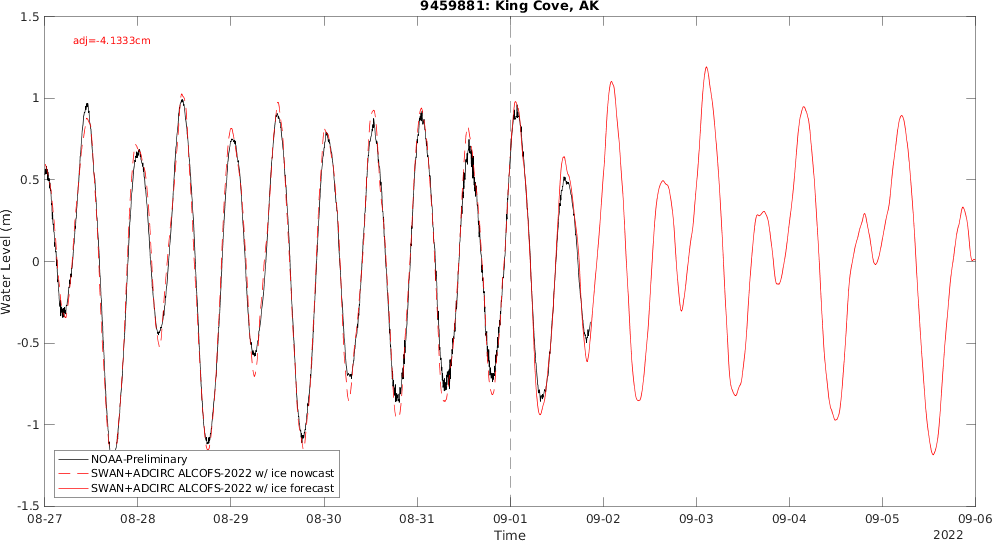 9459881: King Cove, AK
adj=-4.1333cm
1.5
1
0.5
0
-0.5
-1
-1.5
Water Level (m)
NOAA-Preliminary
SWAN+ADCIRC ALCOFS-2022 w/ ice nowcast
SWAN+ADCIRC ALCOFS-2022 w/ ice forecast
08-27 08-28 08-29 08-30 08-31 09-01 09-02 09-03 09-04 09-05 09-06
Time
2022